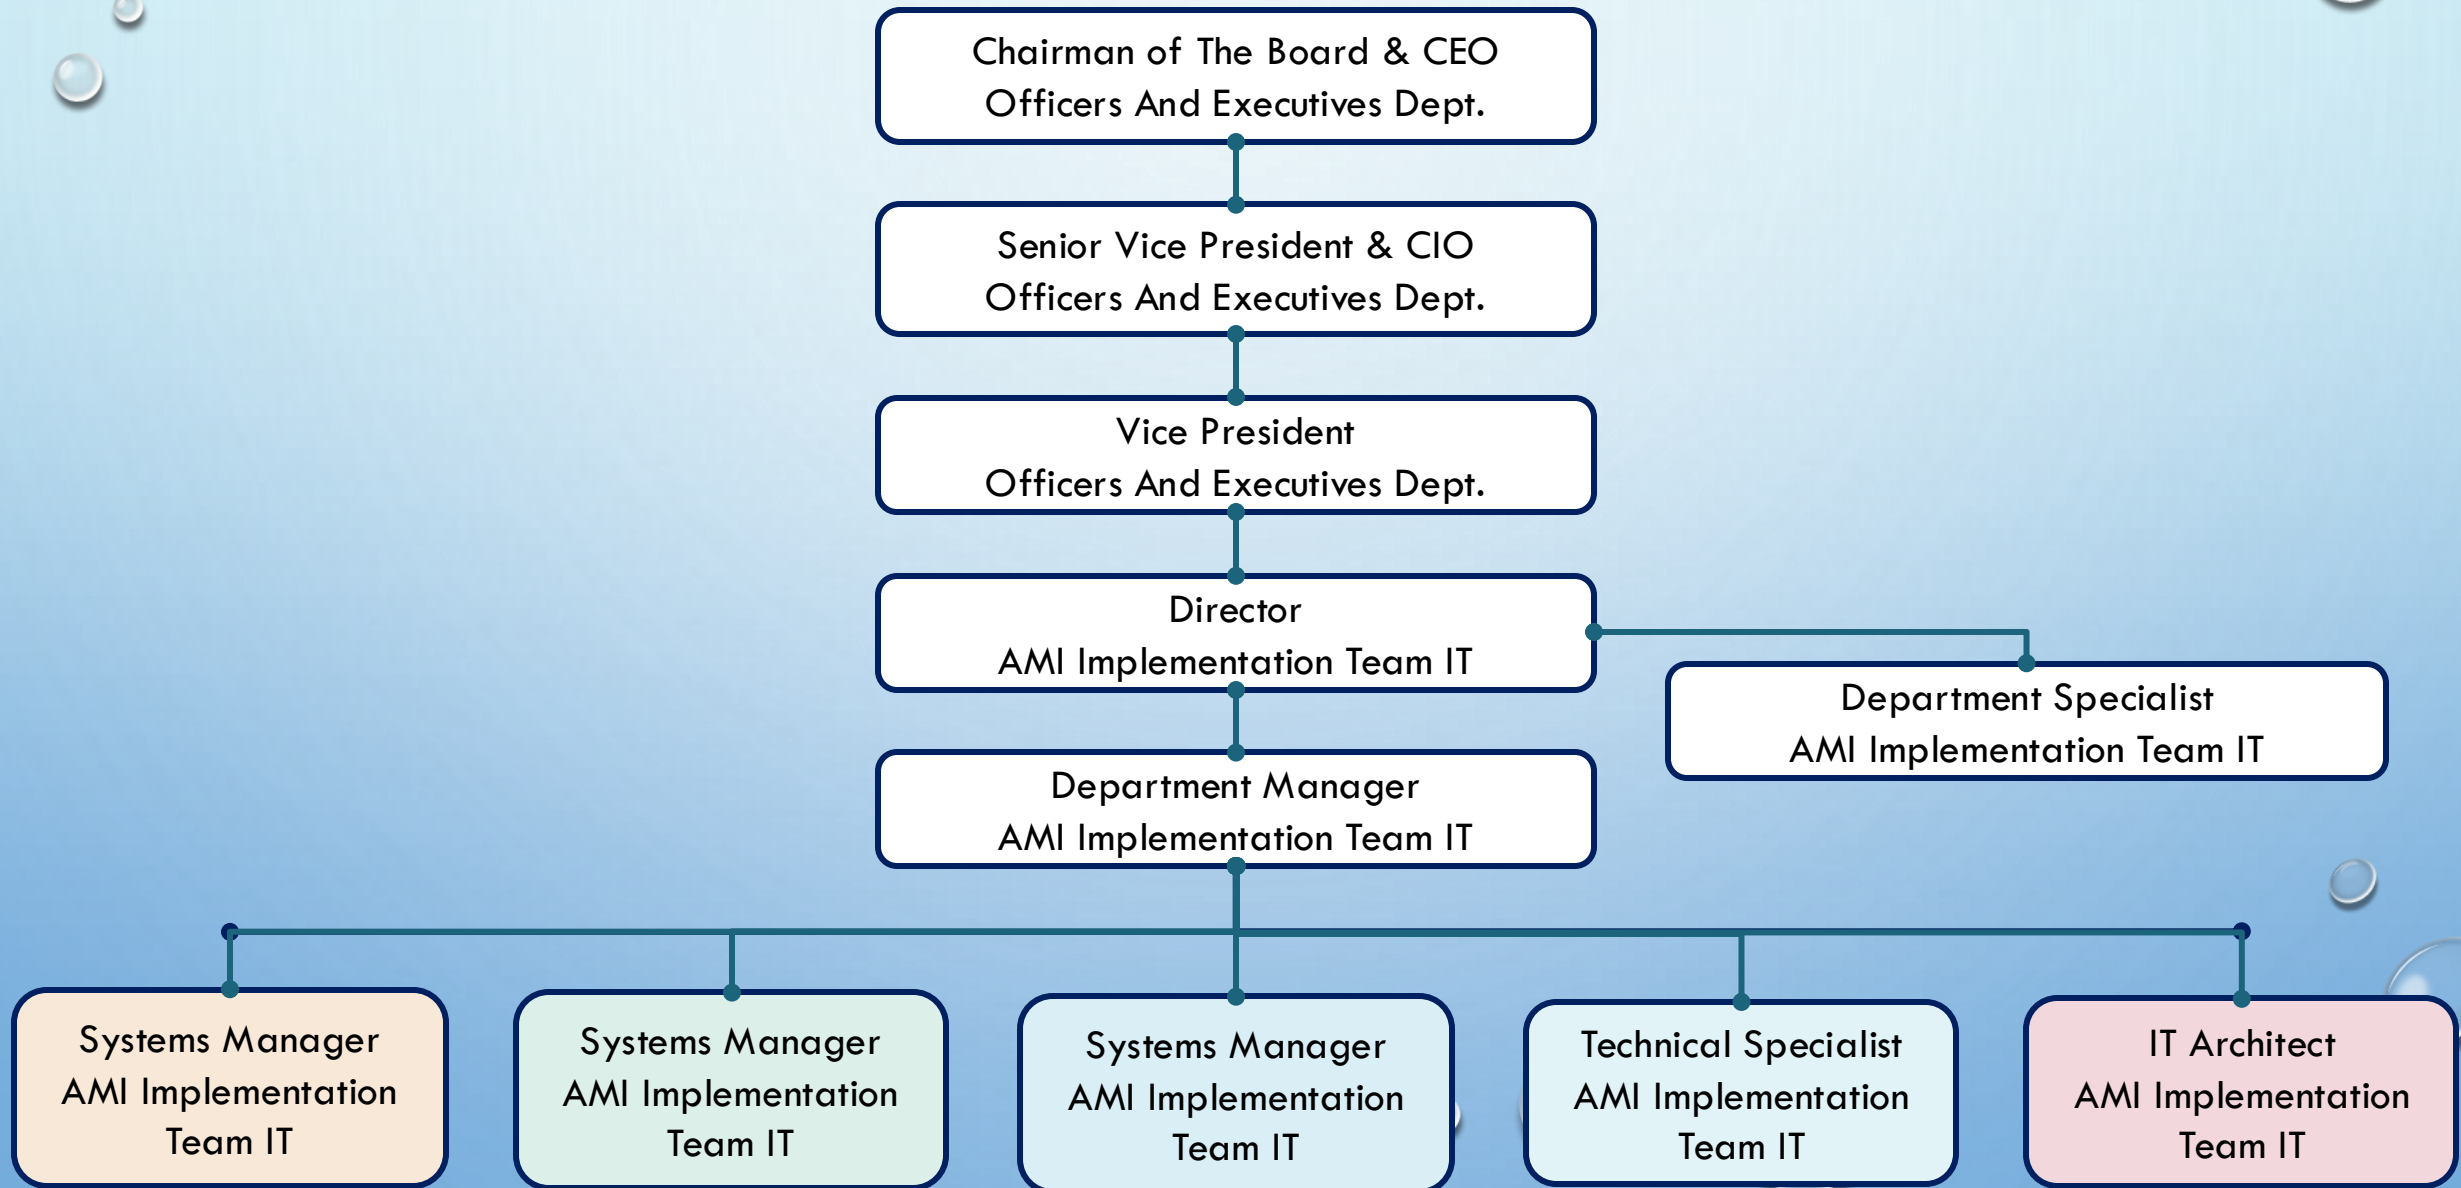 Chairman of The Board & CEO
Officers And Executives Dept.
Senior Vice President & CIO
Officers And Executives Dept.
Vice President
Officers And Executives Dept.
Director
AMI Implementation Team IT
Department Specialist
AMI Implementation Team IT
Department Manager
AMI Implementation Team IT
Systems Manager
AMI Implementation
Team IT
Systems Manager
AMI Implementation
Team IT
Systems Manager
AMI Implementation
Team IT
Technical Specialist
AMI Implementation
Team IT
IT Architect
AMI Implementation
Team IT